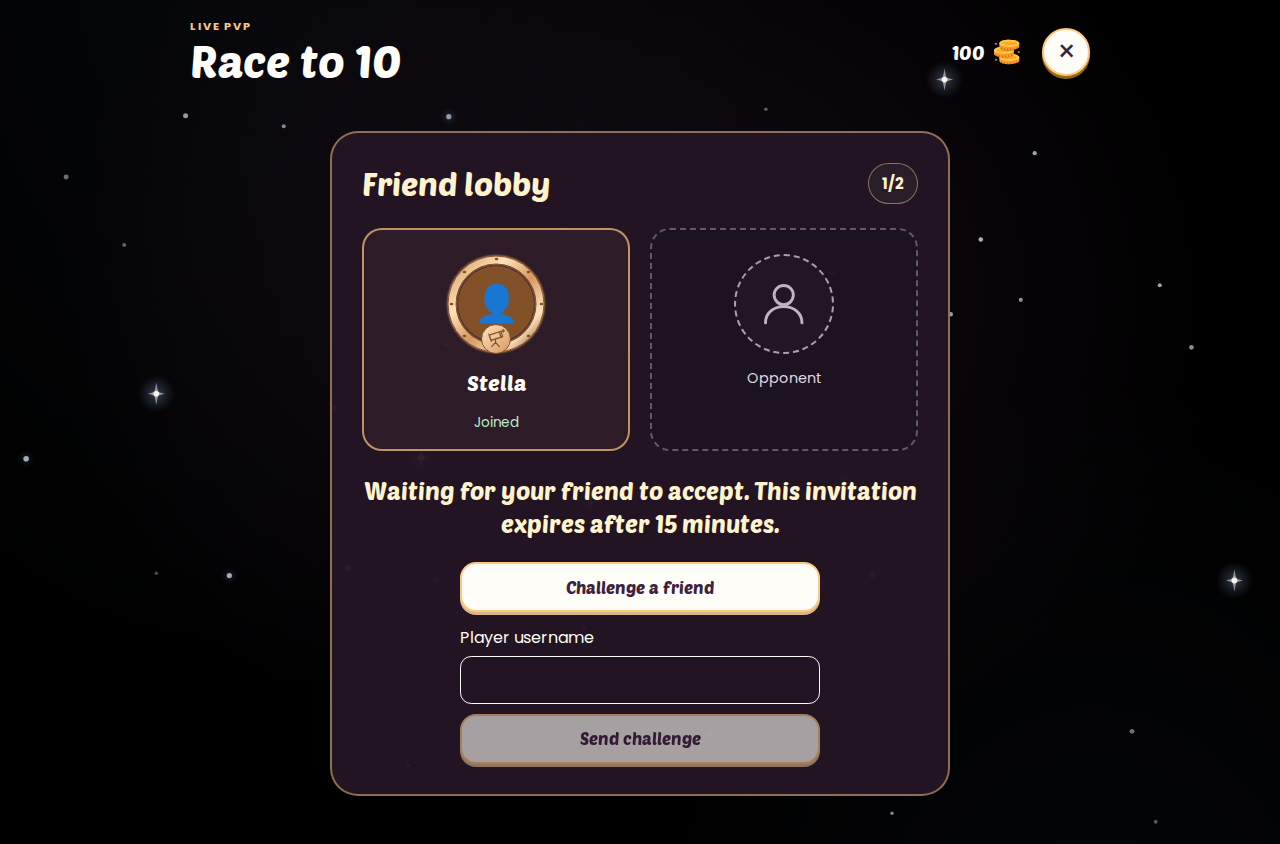 LIVE PVP
Race to 10
100
×
Friend lobby
1/2
Stella
Joined
Opponent
Waiting for your friend to accept. This invitation
expires after 15 minutes.
Challenge a friend
Player username
Send challenge